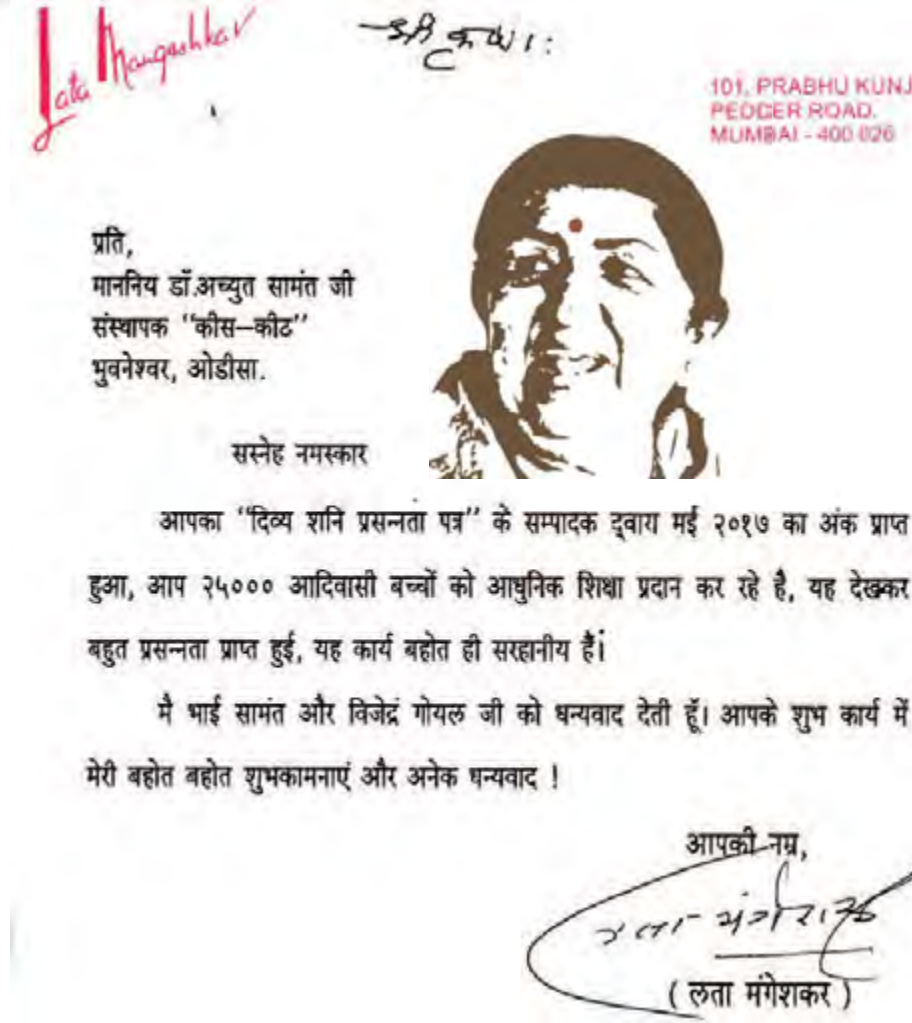 Lata Mangeshkar
श्री कृष्ण:
101, PRABHU KUNJ
PEDDER ROAD.
MUMBAI - 400 026
प्रति,
माननिय डॉ.अच्युत सामंत जी
संस्थापक ‘‘कीस–कीट’’
भुवनेश्वर, ओडीसा.
सस्नेह नमस्कार
आपका ‘‘दिव्य शनि प्रसन्नता पत्र’’ के सम्पादक द्वारा मई २०१७ का अंक प्राप्त
हुआ, आप २५००० आदिवासी बच्चों को आधुनिक शिक्षा प्रदान कर रहे है, यह देखकर
बहुत प्रसन्नता प्राप्त हुई, यह कार्य बहोत ही सरहानीय हैं।
मै भाई सामंत और विजेद्रं गोयल जी को धन्यवाद देती हूँ। आपके शुभ कार्य में
मेरी बहोत बहोत शुभकामनाएं और अनेक धन्यवाद !
आपकी नम्र,
लता मंगेशकर
( लता मंगेशकर )